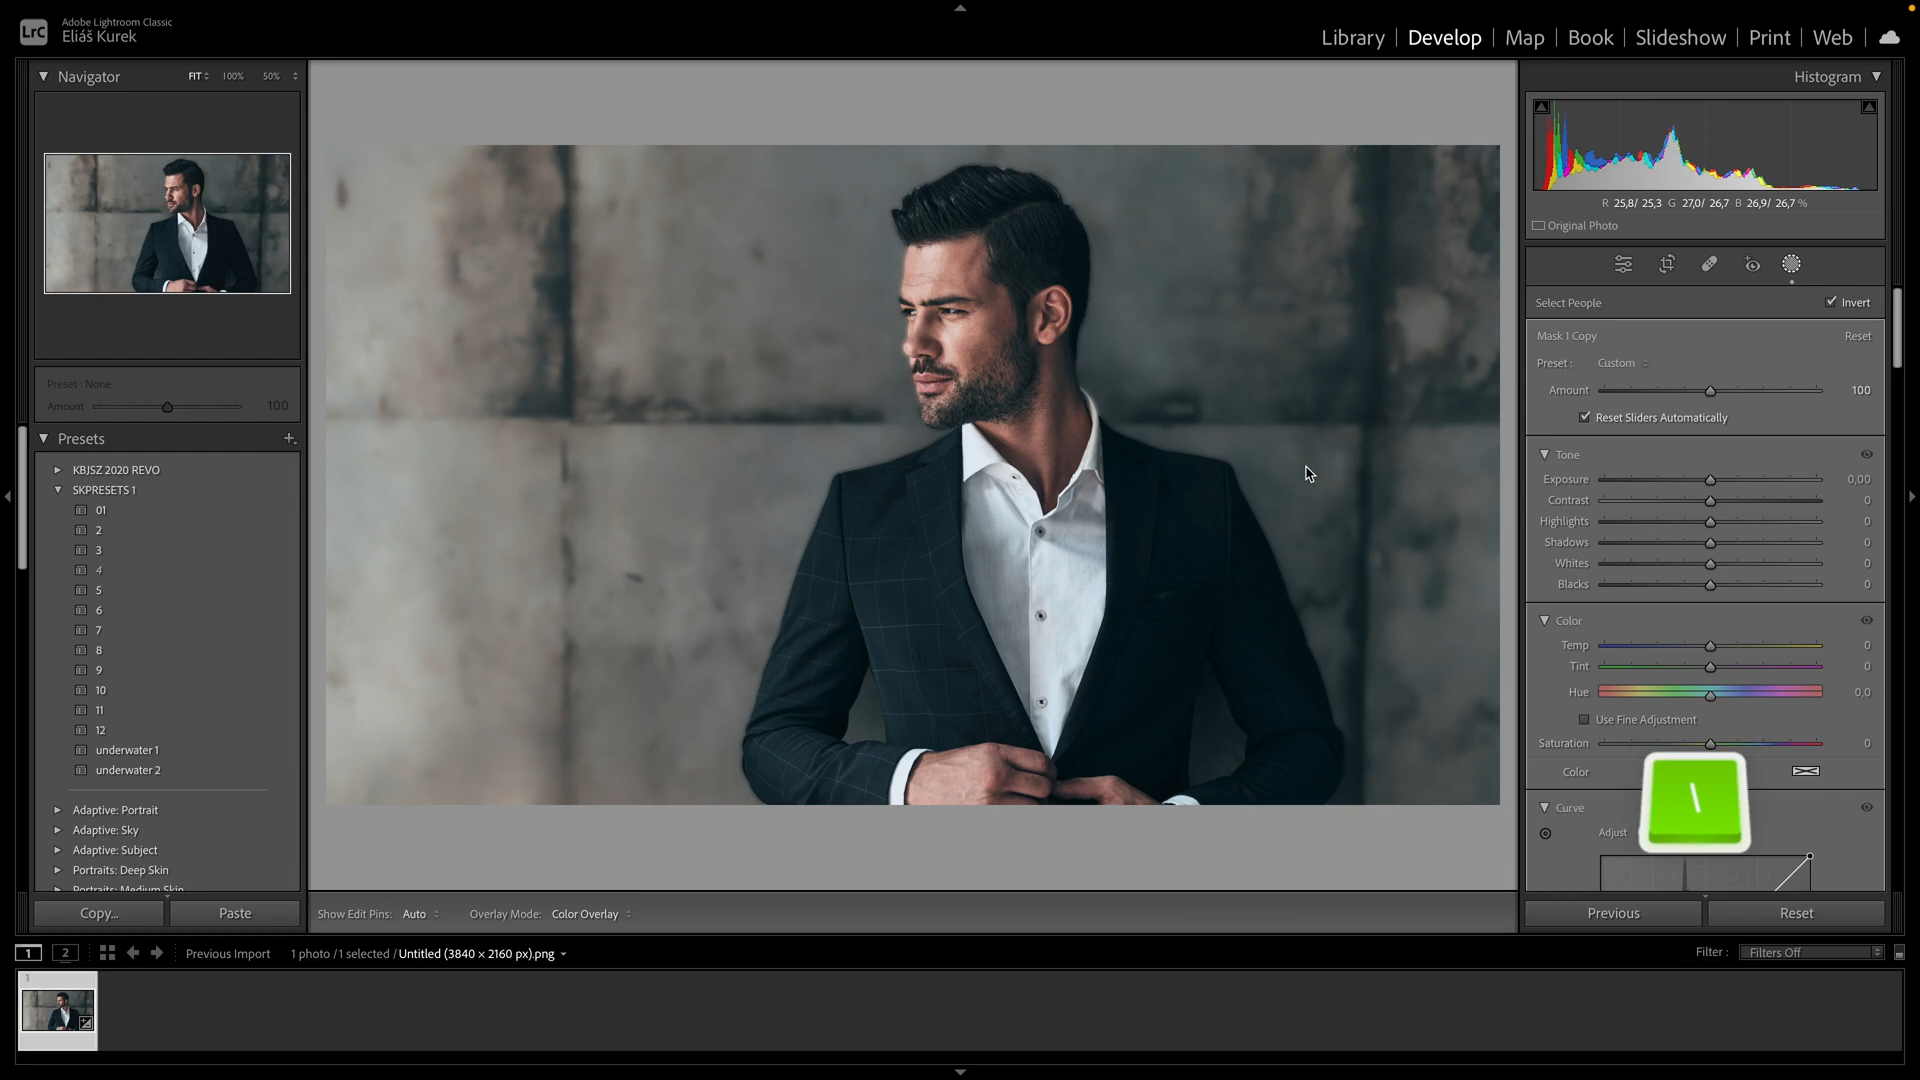 Adobe Lightroom Classic
LrC
Eliáš Kurek
Library
Develop
Map
Book
Slideshow
Print
Web
Navigator
FIT
100%
50%
Preset : None
Amount
100
Presets
KBJSZ 2020 REVO
SKPRESETS 1
01
2
3
4
5
6
7
8
9
10
11
12
underwater 1
underwater 2
Adaptive: Portrait
Adaptive: Sky
Adaptive: Subject
Portraits: Deep Skin
Portraits: Medium Skin
Copy...
Paste
Show Edit Pins: Auto
Overlay Mode: Color Overlay
Histogram
R 25,8/ 25,3 G 27,0/ 26,7 B 26,9/ 26,7 %
Original Photo
Select People
Invert
Mask 1 Copy
Reset
Preset : Custom
Amount 100
Reset Sliders Automatically
Tone
Exposure 0,00
Contrast 0
Highlights 0
Shadows 0
Whites 0
Blacks 0
Color
Temp 0
Tint 0
Hue 0,0
Use Fine Adjustment
Saturation 0
Color
\
Curve
Adjust
Previous
Reset
1
2
Previous Import
1 photo / 1 selected / Untitled (3840 × 2160 px).png
Filter :
Filters Off
1